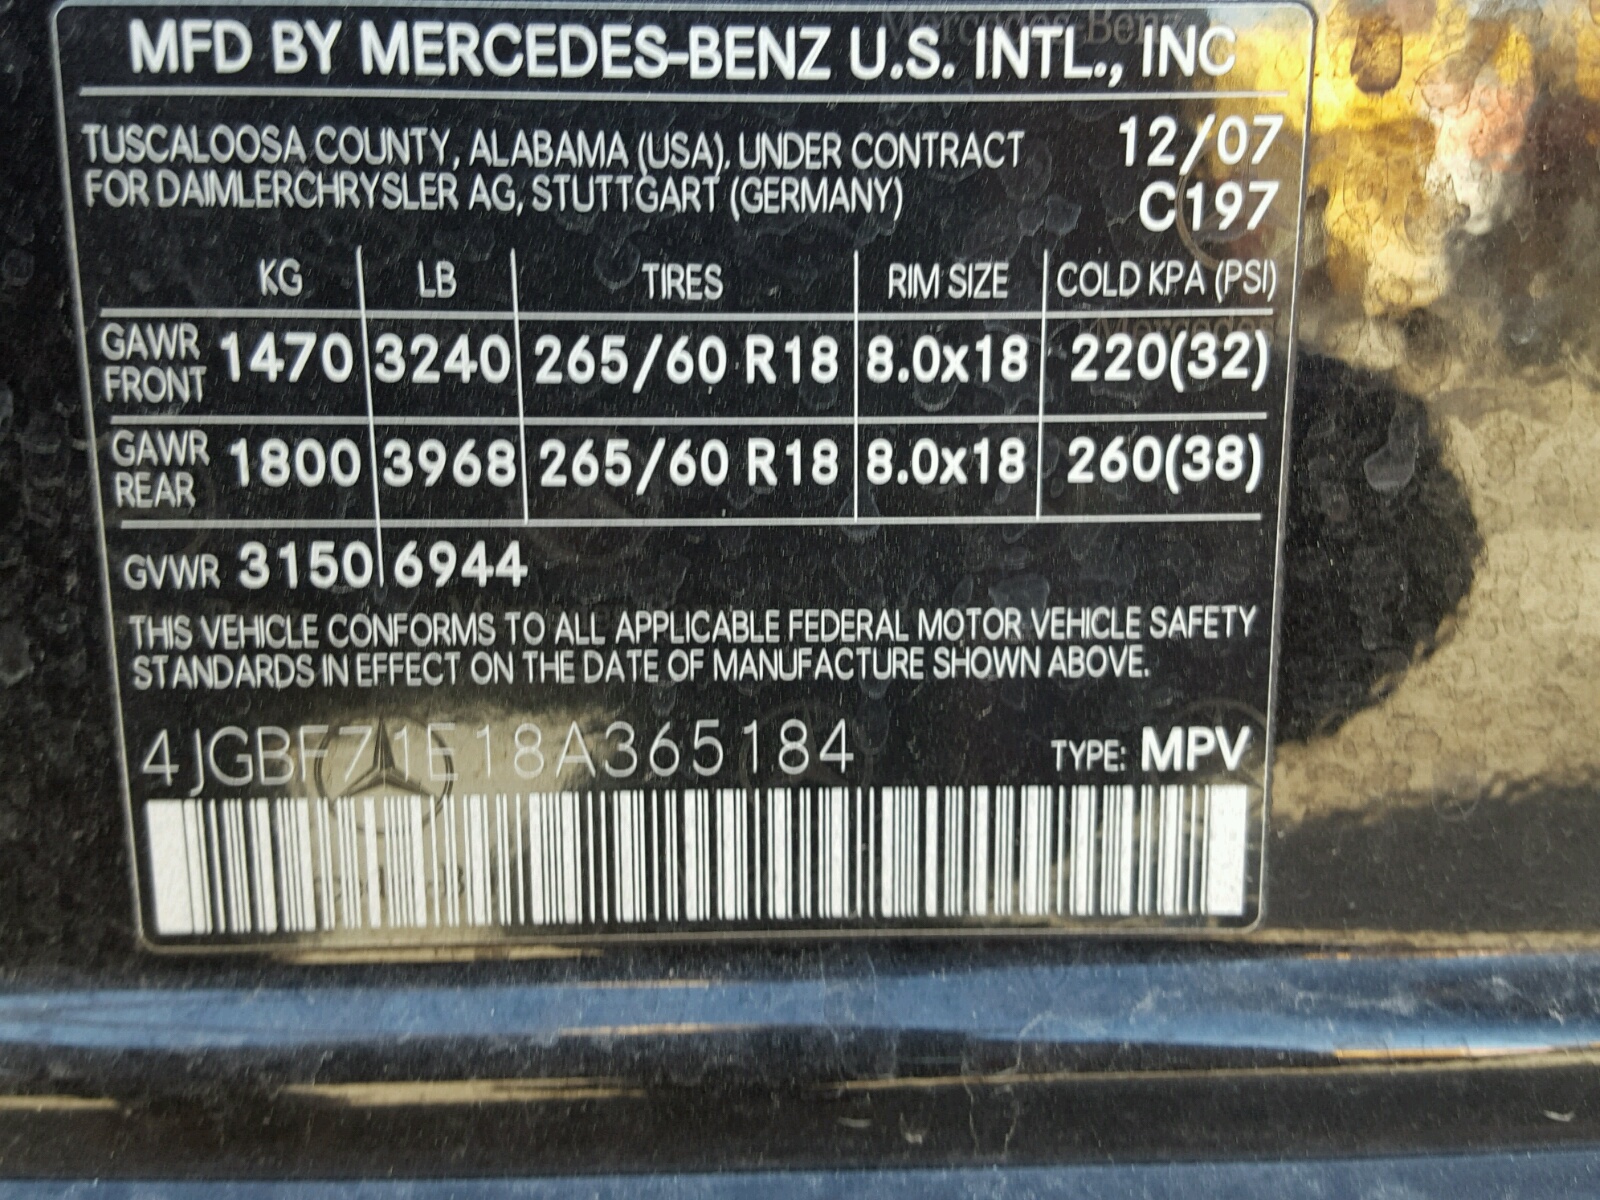 MFD BY MERCEDES-BENZ U.S. INTL., INC
TUSCALOOSA COUNTY, ALABAMA (USA), UNDER CONTRACT 12/07
FOR DAIMLERCHRYSLER AG, STUTTGART (GERMANY) C197
KG LB TIRES RIM SIZE COLD KPA (PSI)
GAWR FRONT 1470 3240 265/60 R18 8.0x18 220(32)
GAWR REAR 1800 3968 265/60 R18 8.0x18 260(38)
GVWR 3150 6944
THIS VEHICLE CONFORMS TO ALL APPLICABLE FEDERAL MOTOR VEHICLE SAFETY
STANDARDS IN EFFECT ON THE DATE OF MANUFACTURE SHOWN ABOVE.
4JGBF71E18A365184 TYPE: MPV